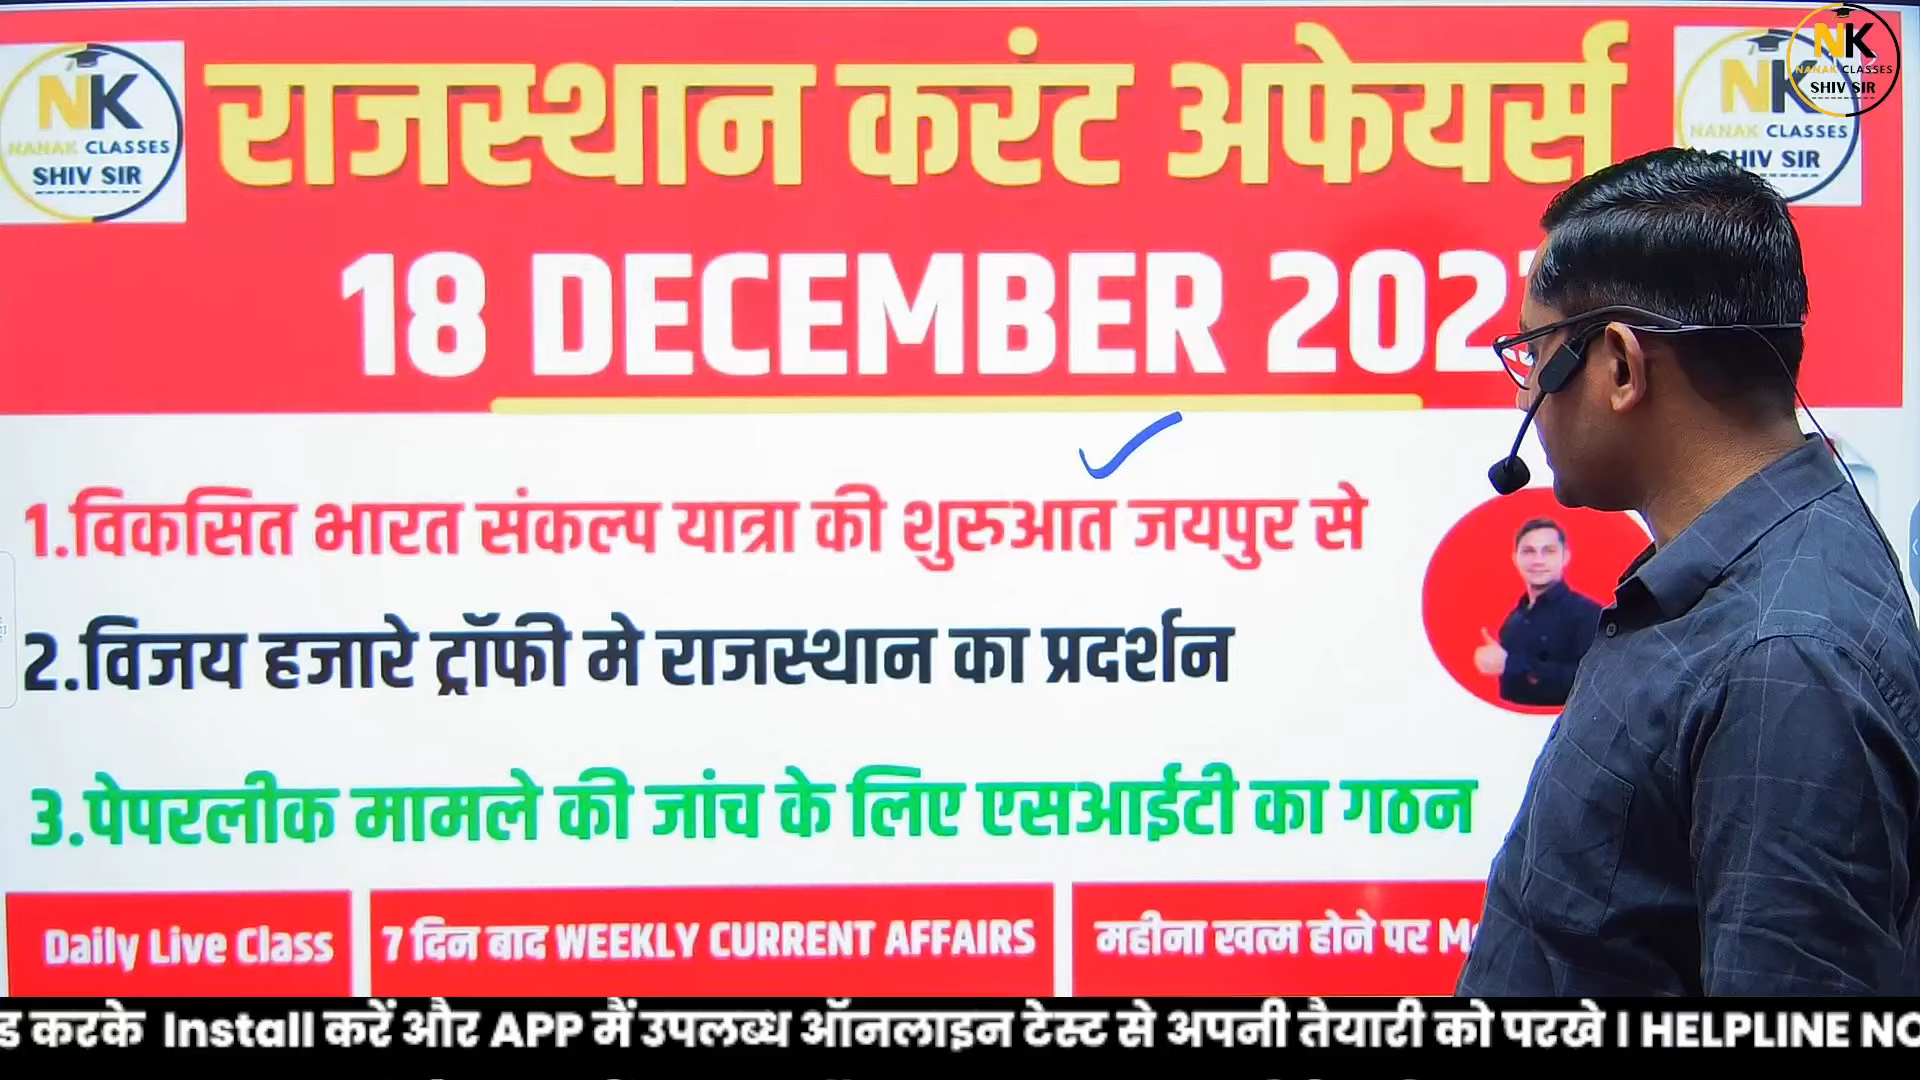 NK
NANAK CLASSES
SHIV SIR
राजस्थान करंट अफेयर्स
NK
NANAK CLASSES
SHIV SIR
NK
NANAK CLASSES
SHIV SIR
18 DECEMBER
1.विकसित भारत संकल्प यात्रा की शुरुआत जयपुर से
2.विजय हजारे ट्रॉफी मे राजस्थान का प्रदर्शन
3.पेपरलीक मामले की जांच के लिए एसआईटी का गठन
Daily Live Class
7 दिन बाद WEEKLY CURRENT AFFAIRS
महीना खत्म होने पर
करके Install करें और APP मैं उपलब्ध ऑनलाइन टेस्ट से अपनी तैयारी को परखे । HELPLINE NO